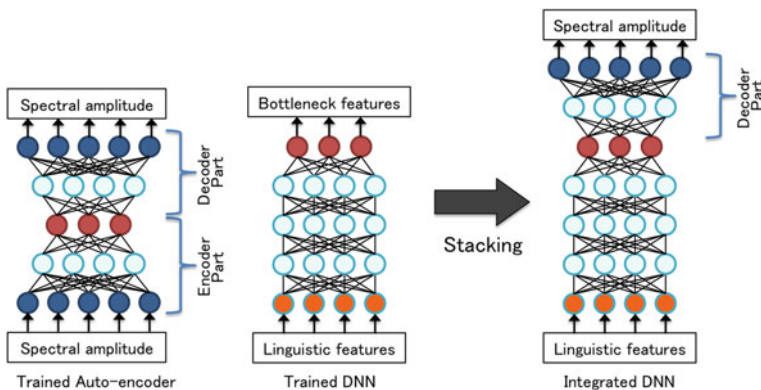 Spectral amplitude
Decoder
Part
Encoder
Part
Spectral amplitude
Trained Auto-encoder
Bottleneck features
Linguistic features
Trained DNN
Stacking
Spectral amplitude
Decoder
Part
Linguistic features
Integrated DNN